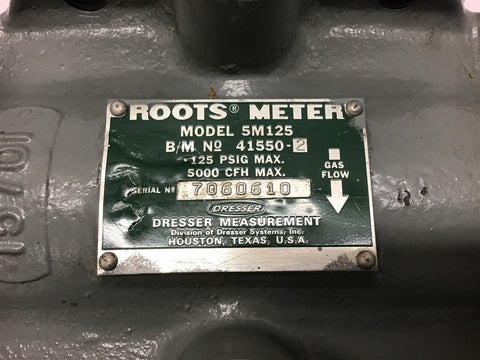 ROOTS® METER
MODEL 5M125
B/M Nº 41550-2
125 PSIG MAX.
5000 CFH MAX.
GAS
FLOW
SERIAL Nº 7060610
DRESSER
DRESSER MEASUREMENT
Division of Dresser Systems, Inc.
HOUSTON, TEXAS, U.S.A.